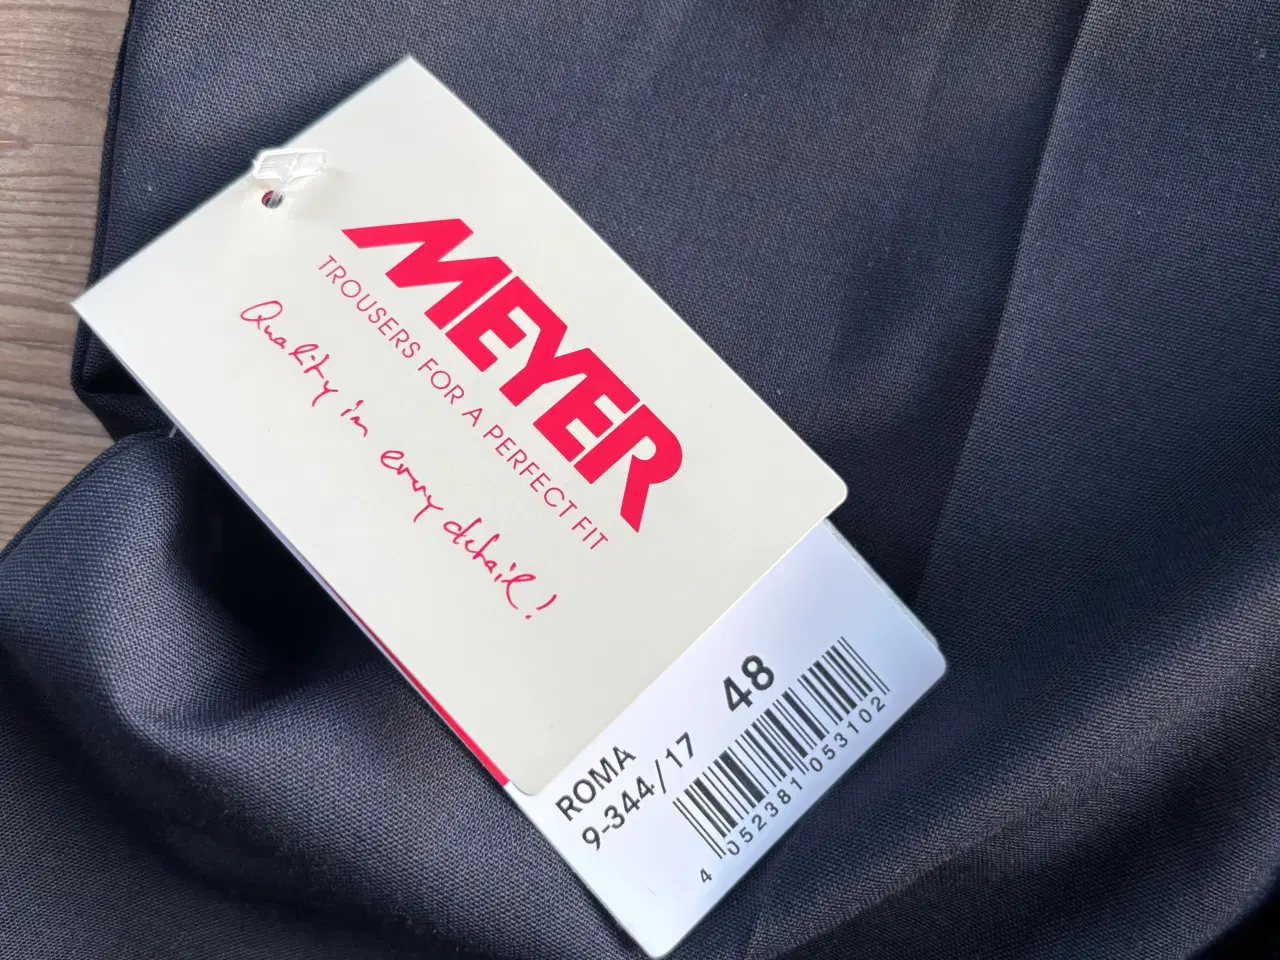 MEYER
TROUSERS FOR A PERFECT FIT
Quality in every detail!
ROMA
9-344/17 48
4 052381 053102